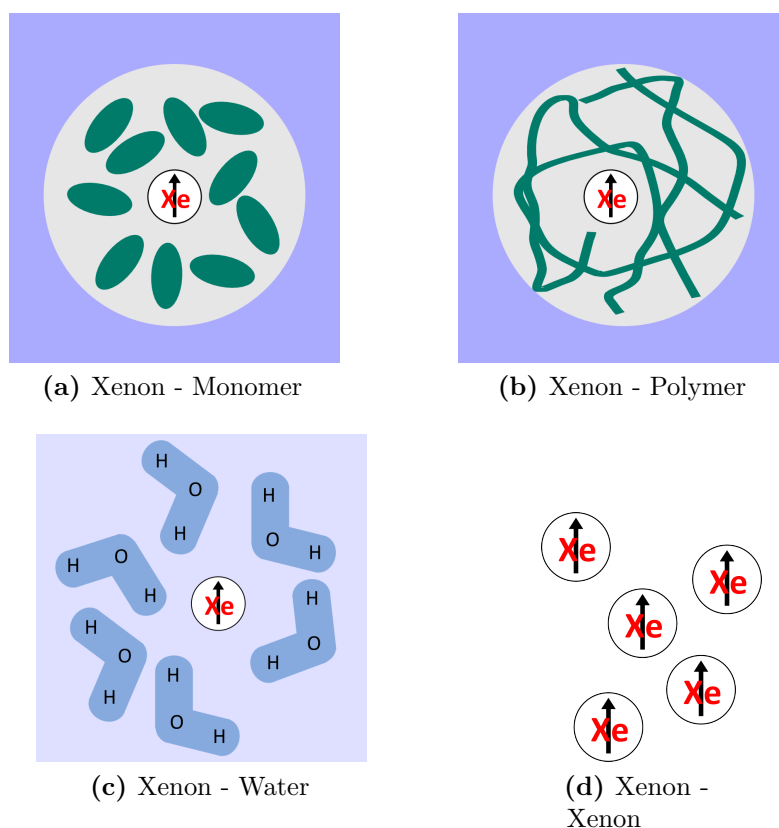 Xe
Xe
(a) Xenon - Monomer
(b) Xenon - Polymer
H
O
H
H
O
H
H
O
H
Xe
H
O
H
H
O
H
H
O
H
(c) Xenon - Water
Xe
Xe
Xe
Xe
Xe
(d) Xenon -
Xenon